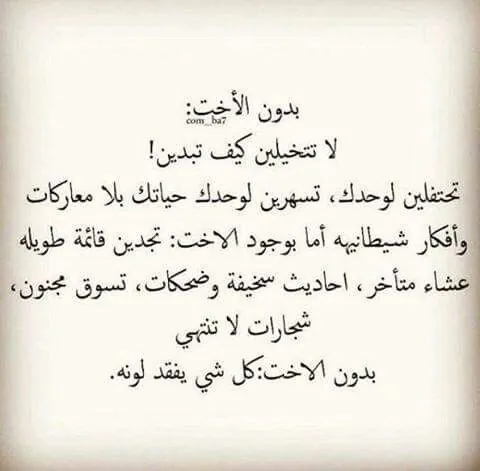 بدون الأخت:
com_ba7
لا تتخيلين كيف تبدين!
تحتفلين لوحدك، تسهرين لوحدك حياتك بلا معاركات
وأفكار شيطانيهه أما بوجود الاخت: تجدين قائمة طويله
عشاء متأخر، احاديث سخيفة وضحكات، تسوق مجنون،
شجارات لا تنتهي
بدون الاخت:كل شي يفقد لونه.